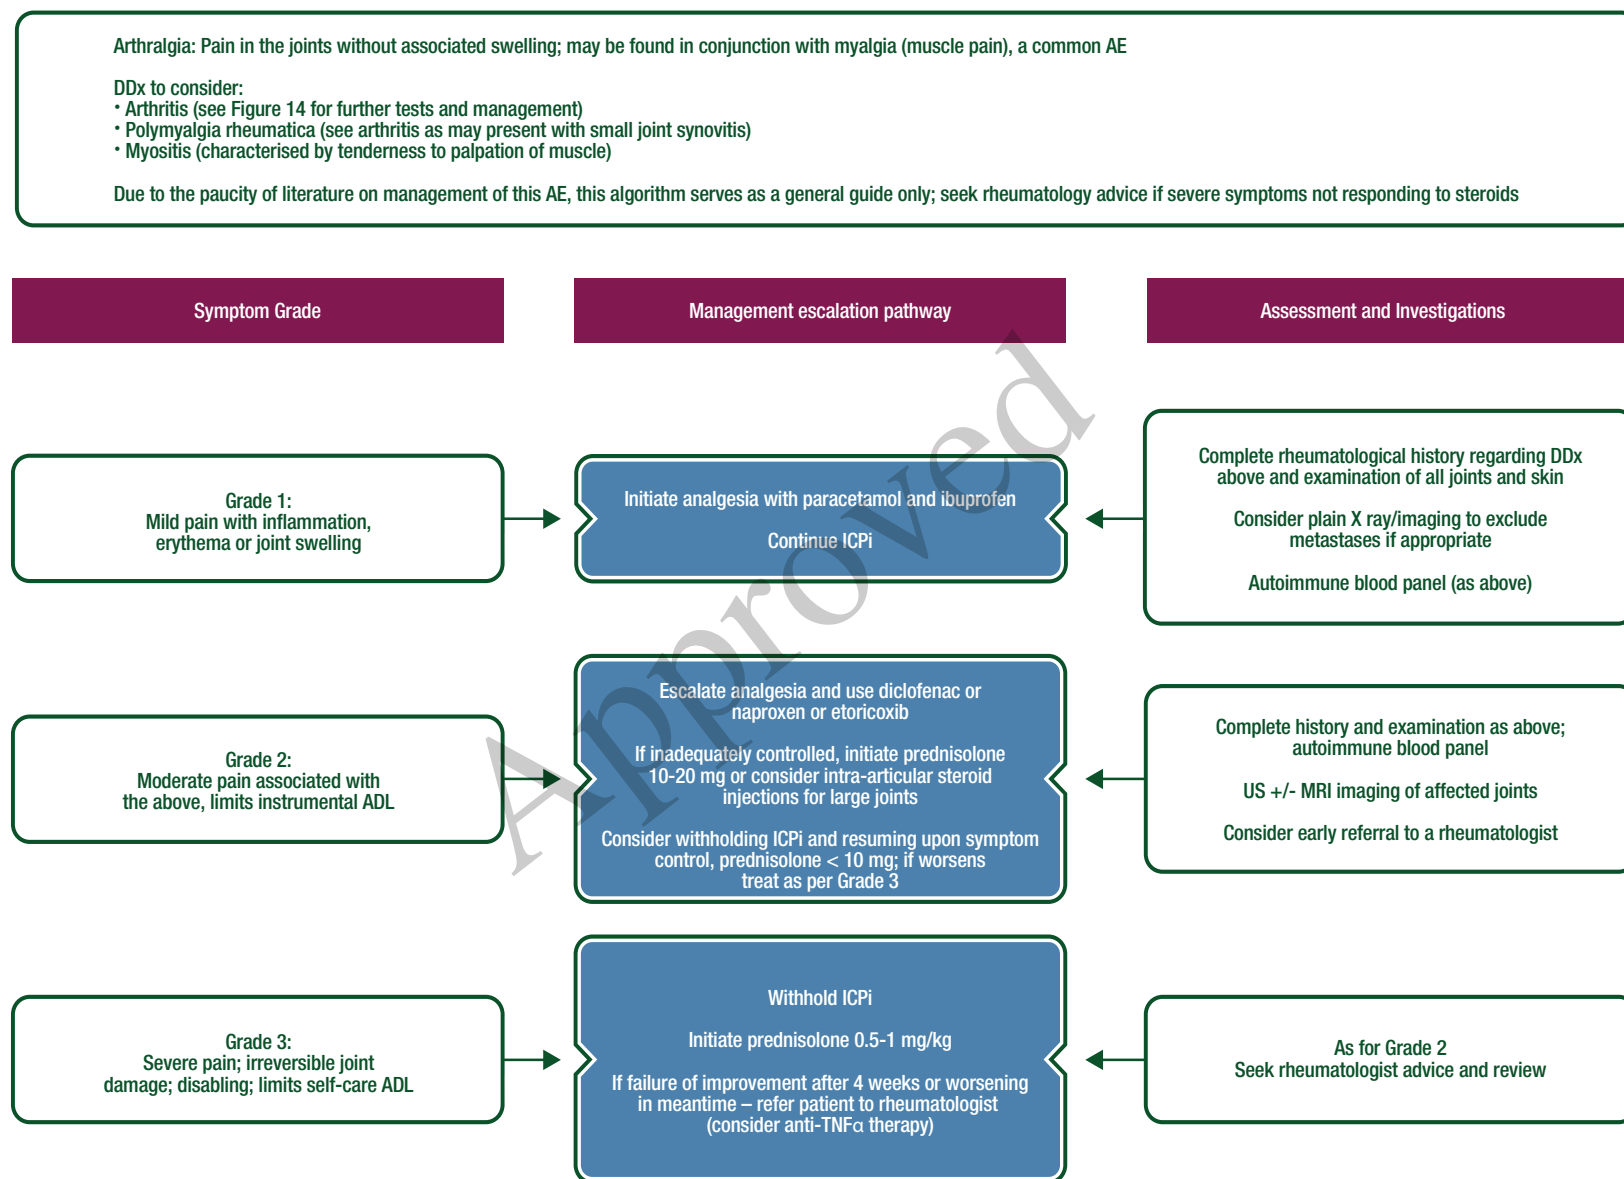 Arthralgia: Pain in the joints without associated swelling; may be found in conjunction with myalgia (muscle pain), a common AE
DDx to consider:
• Arthritis (see Figure 14 for further tests and management)
• Polymyalgia rheumatica (see arthritis as may present with small joint synovitis)
• Myositis (characterised by tenderness to palpation of muscle)
Due to the paucity of literature on management of this AE, this algorithm serves as a general guide only; seek rheumatology advice if severe symptoms not responding to steroids
Symptom Grade
Management escalation pathway
Assessment and Investigations
Grade 1:
Mild pain with inflammation,
erythema or joint swelling
Initiate analgesia with paracetamol and ibuprofen
Continue ICPi
Complete rheumatological history regarding DDx
above and examination of all joints and skin
Consider plain X ray/imaging to exclude
metastases if appropriate
Autoimmune blood panel (as above)
Grade 2:
Moderate pain associated with
the above, limits instrumental ADL
Escalate analgesia and use diclofenac or
naproxen or etoricoxib
If inadequately controlled, initiate prednisolone
10-20 mg or consider intra-articular steroid
injections for large joints
Consider withholding ICPi and resuming upon symptom
control, prednisolone < 10 mg; if worsens
treat as per Grade 3
Complete history and examination as above;
autoimmune blood panel
US +/- MRI imaging of affected joints
Consider early referral to a rheumatologist
Grade 3:
Severe pain; irreversible joint
damage; disabling; limits self-care ADL
Withhold ICPi
Initiate prednisolone 0.5-1 mg/kg
If failure of improvement after 4 weeks or worsening
in meantime – refer patient to rheumatologist
(consider anti-TNFα therapy)
As for Grade 2
Seek rheumatologist advice and review
Approved